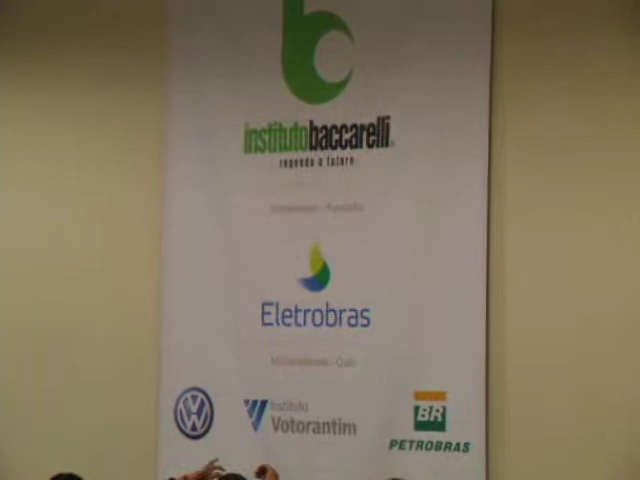 institutobaccarelli
regendo o futuro
Eletrobras
Instituto
Votorantim
BR
PETROBRAS